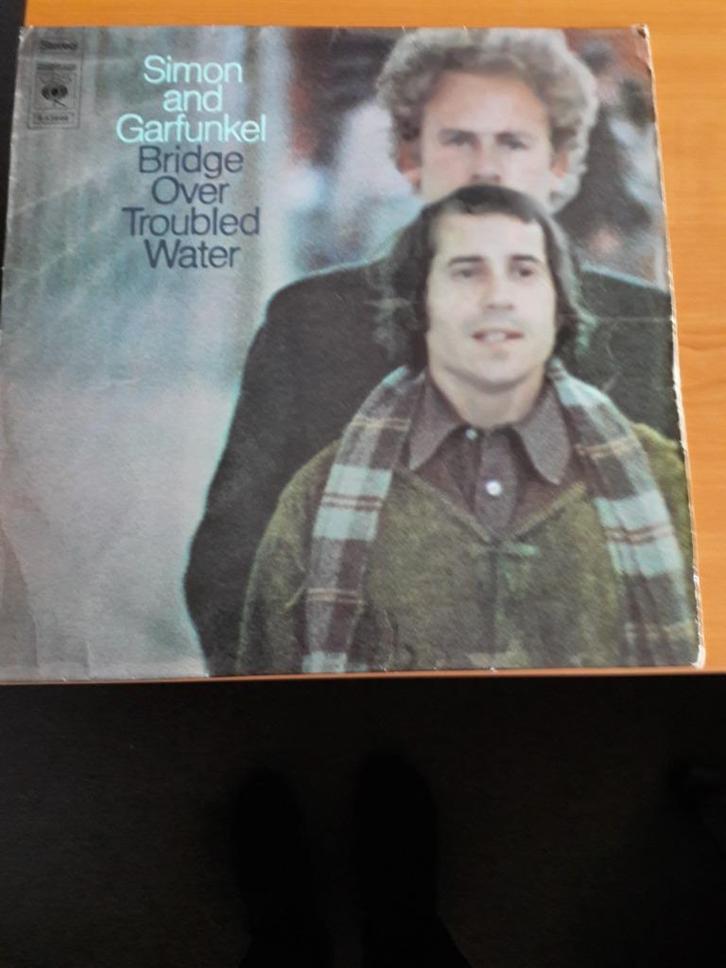 Stereo
Simon
and
Garfunkel
Bridge
Over
Troubled
Water